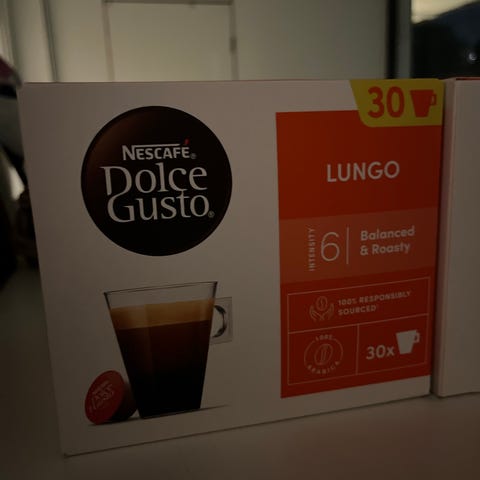 NESCAFÉ®
Dolce
Gusto®
30
LUNGO
INTENSITY
6
Balanced
& Roasty
100% RESPONSIBLY
SOURCED
100%
ARABICA
30x